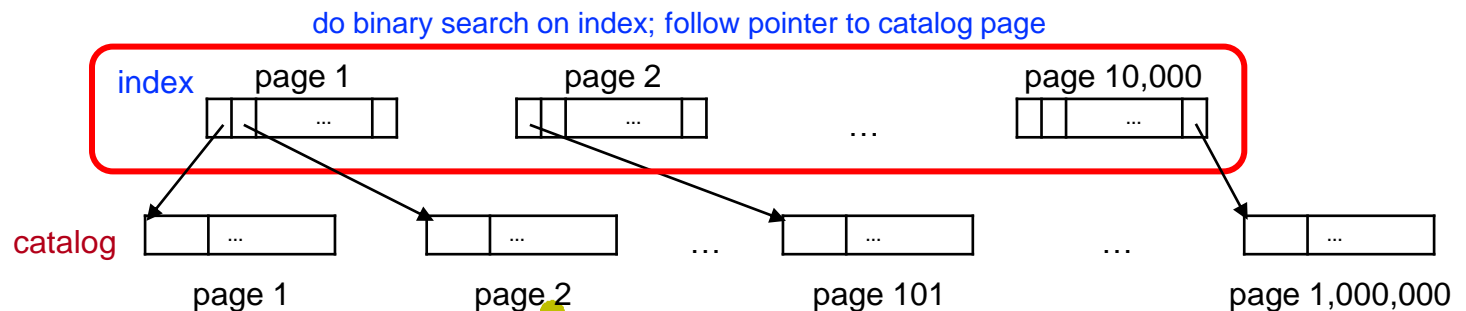 do binary search on index; follow pointer to catalog page
index page 1 page 2 page 10,000
... ... … ...
catalog ... ... … ... … ...
page 1 page 2 page 101 page 1,000,000